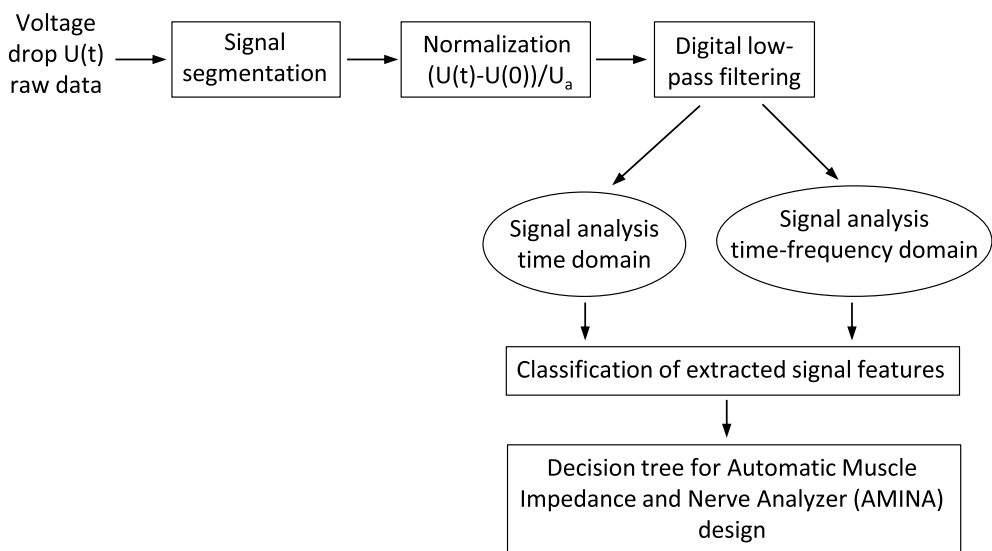 Voltage
drop U(t)
raw data
Signal
segmentation
Normalization
(U(t)-U(0))/Uₐ
Digital low-
pass filtering
Signal analysis
time domain
Signal analysis
time-frequency domain
Classification of extracted signal features
Decision tree for Automatic Muscle
Impedance and Nerve Analyzer (AMINA)
design